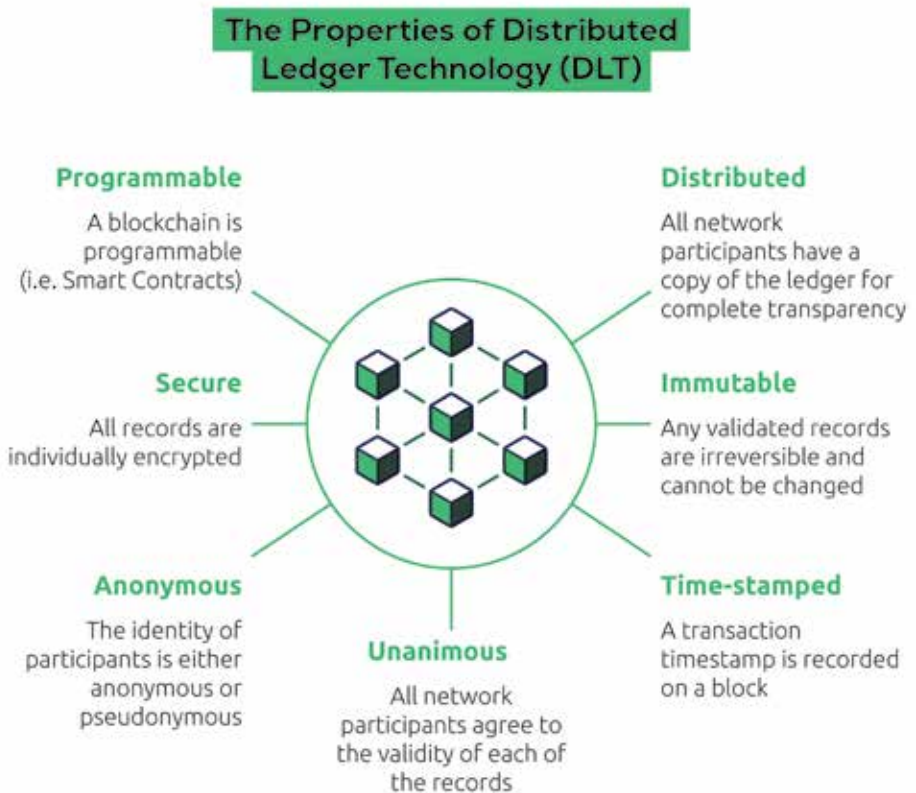 The Properties of Distributed
Ledger Technology (DLT)
Programmable
A blockchain is
programmable
(i.e. Smart Contracts)
Secure
All records are
individually encrypted
Anonymous
The identity of
participants is either
anonymous or
pseudonymous
Unanimous
All network
participants agree to
the validity of each of
the records
Distributed
All network
participants have a
copy of the ledger for
complete transparency
Immutable
Any validated records
are irreversible and
cannot be changed
Time-stamped
A transaction
timestamp is recorded
on a block